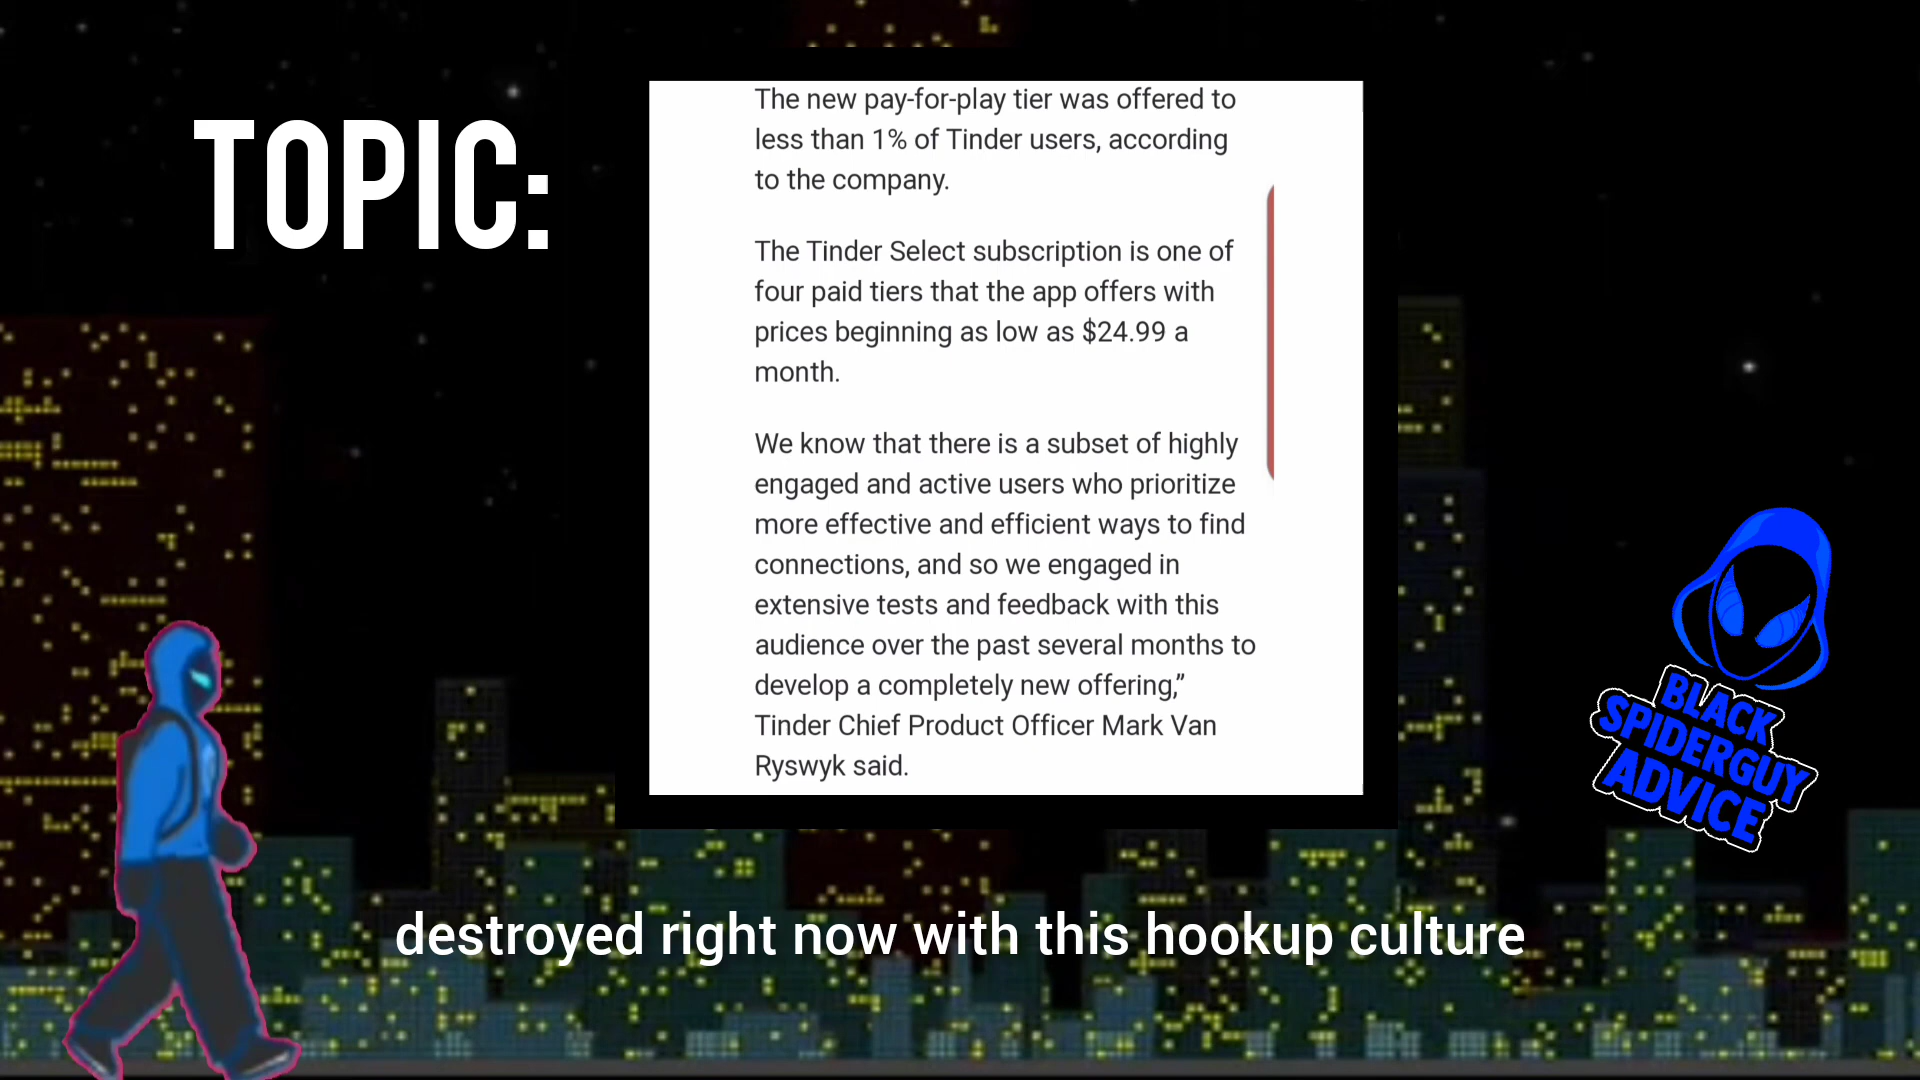 TOPIC:
The new pay-for-play tier was offered to
less than 1% of Tinder users, according
to the company.
The Tinder Select subscription is one of
four paid tiers that the app offers with
prices beginning as low as $24.99 a
month.
We know that there is a subset of highly
engaged and active users who prioritize
more effective and efficient ways to find
connections, and so we engaged in
extensive tests and feedback with this
audience over the past several months to
develop a completely new offering,”
Tinder Chief Product Officer Mark Van
Ryswyk said.
BLACK
SPIDERGUY
ADVICE
destroyed right now with this hookup culture